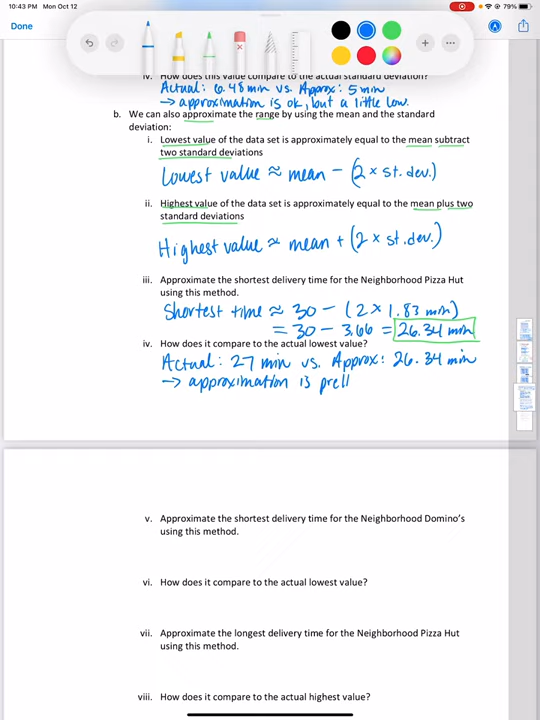 10:43 PM Mon Oct 12
79%
Done
iv. How does this value compare to the actual standard deviation?
Actual: 6.48 min vs. Approx: 5 min
→ approximation is ok, but a little low.
b. We can also approximate the range by using the mean and the standard
deviation:
i. Lowest value of the data set is approximately equal to the mean subtract
two standard deviations
Lowest value ≈ mean - (2 × st. dev.)
ii. Highest value of the data set is approximately equal to the mean plus two
standard deviations
Highest value ≈ mean + (2 × st. dev.)
iii. Approximate the shortest delivery time for the Neighborhood Pizza Hut
using this method.
Shortest time ≈ 30 - (2 × 1.83 min)
= 30 - 3.66 = 26.34 min
iv. How does it compare to the actual lowest value?
Actual: 27 min vs. Approx: 26.34 min
→ approximation is prell
v. Approximate the shortest delivery time for the Neighborhood Domino's
using this method.
vi. How does it compare to the actual lowest value?
vii. Approximate the longest delivery time for the Neighborhood Pizza Hut
using this method.
viii. How does it compare to the actual highest value?